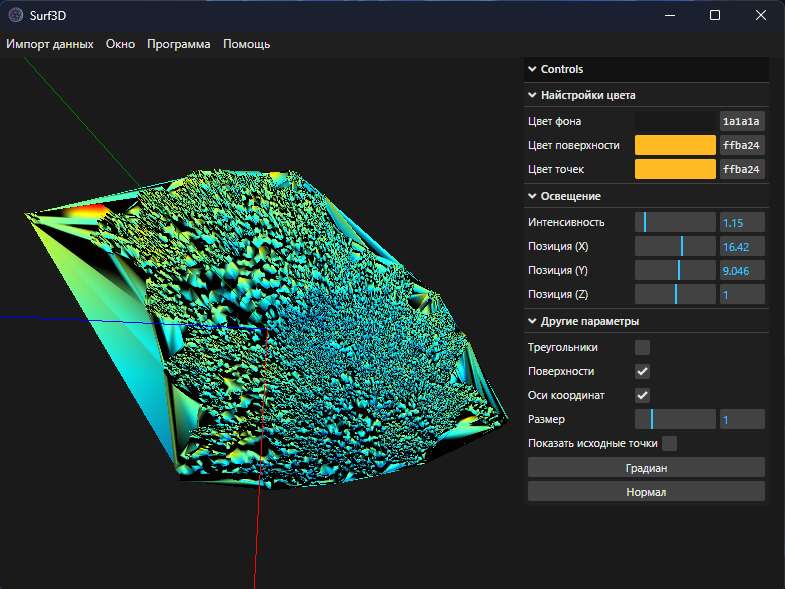 Surf3D
Импорт данных Окно Программа Помощь
Controls
Найстройки цвета
Цвет фона 1a1a1a
Цвет поверхности ffba24
Цвет точек ffba24
Освещение
Интенсивность 1.15
Позиция (X) 16.42
Позиция (Y) 9.046
Позиция (Z) 1
Другие параметры
Треугольники
Поверхности
Оси координат
Размер 1
Показать исходные точки
Градиан
Нормал